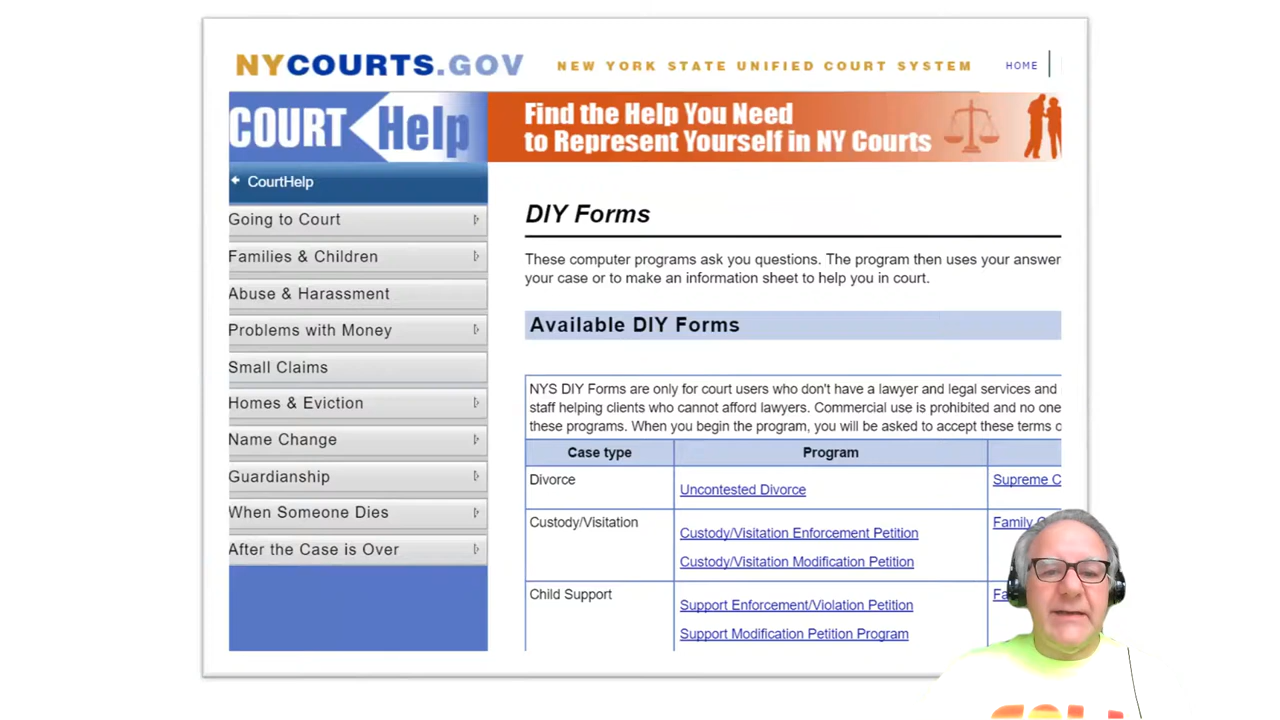 NYCOURTS.GOV
NEW YORK STATE UNIFIED COURT SYSTEM
HOME
COURT Help
Find the Help You Need
to Represent Yourself in NY Courts
CourtHelp
Going to Court
Families & Children
Abuse & Harassment
Problems with Money
Small Claims
Homes & Eviction
Name Change
Guardianship
When Someone Dies
After the Case is Over
DIY Forms
These computer programs ask you questions. The program then uses your answer
your case or to make an information sheet to help you in court.
Available DIY Forms
NYS DIY Forms are only for court users who don't have a lawyer and legal services and
staff helping clients who cannot afford lawyers. Commercial use is prohibited and no one
these programs. When you begin the program, you will be asked to accept these terms
Case type Program
Divorce Uncontested Divorce Supreme C
Custody/Visitation Custody/Visitation Enforcement Petition Family
Custody/Visitation Modification Petition
Child Support Support Enforcement/Violation Petition Fa
Support Modification Petition Program